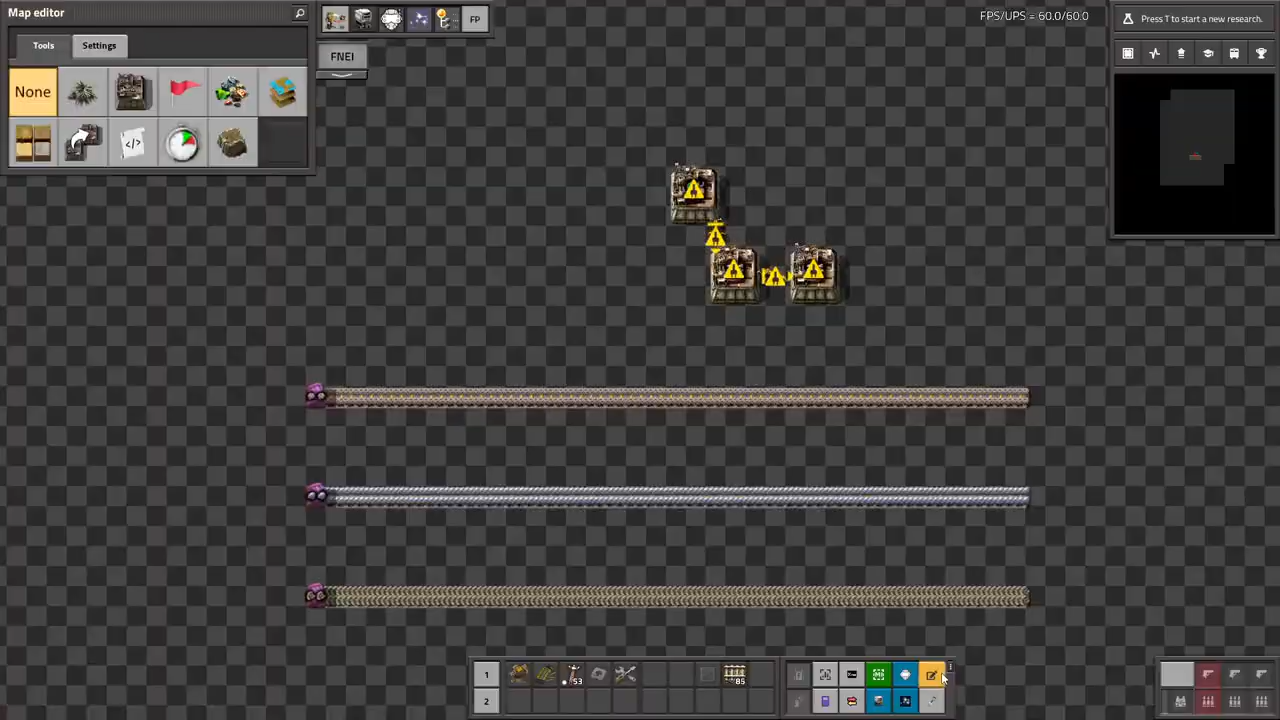 Map editor
FP
FPS/UPS = 60.0/60.0
Press T to start a new research.
Tools
Settings
FNEI
None
</>
1
53
85
2